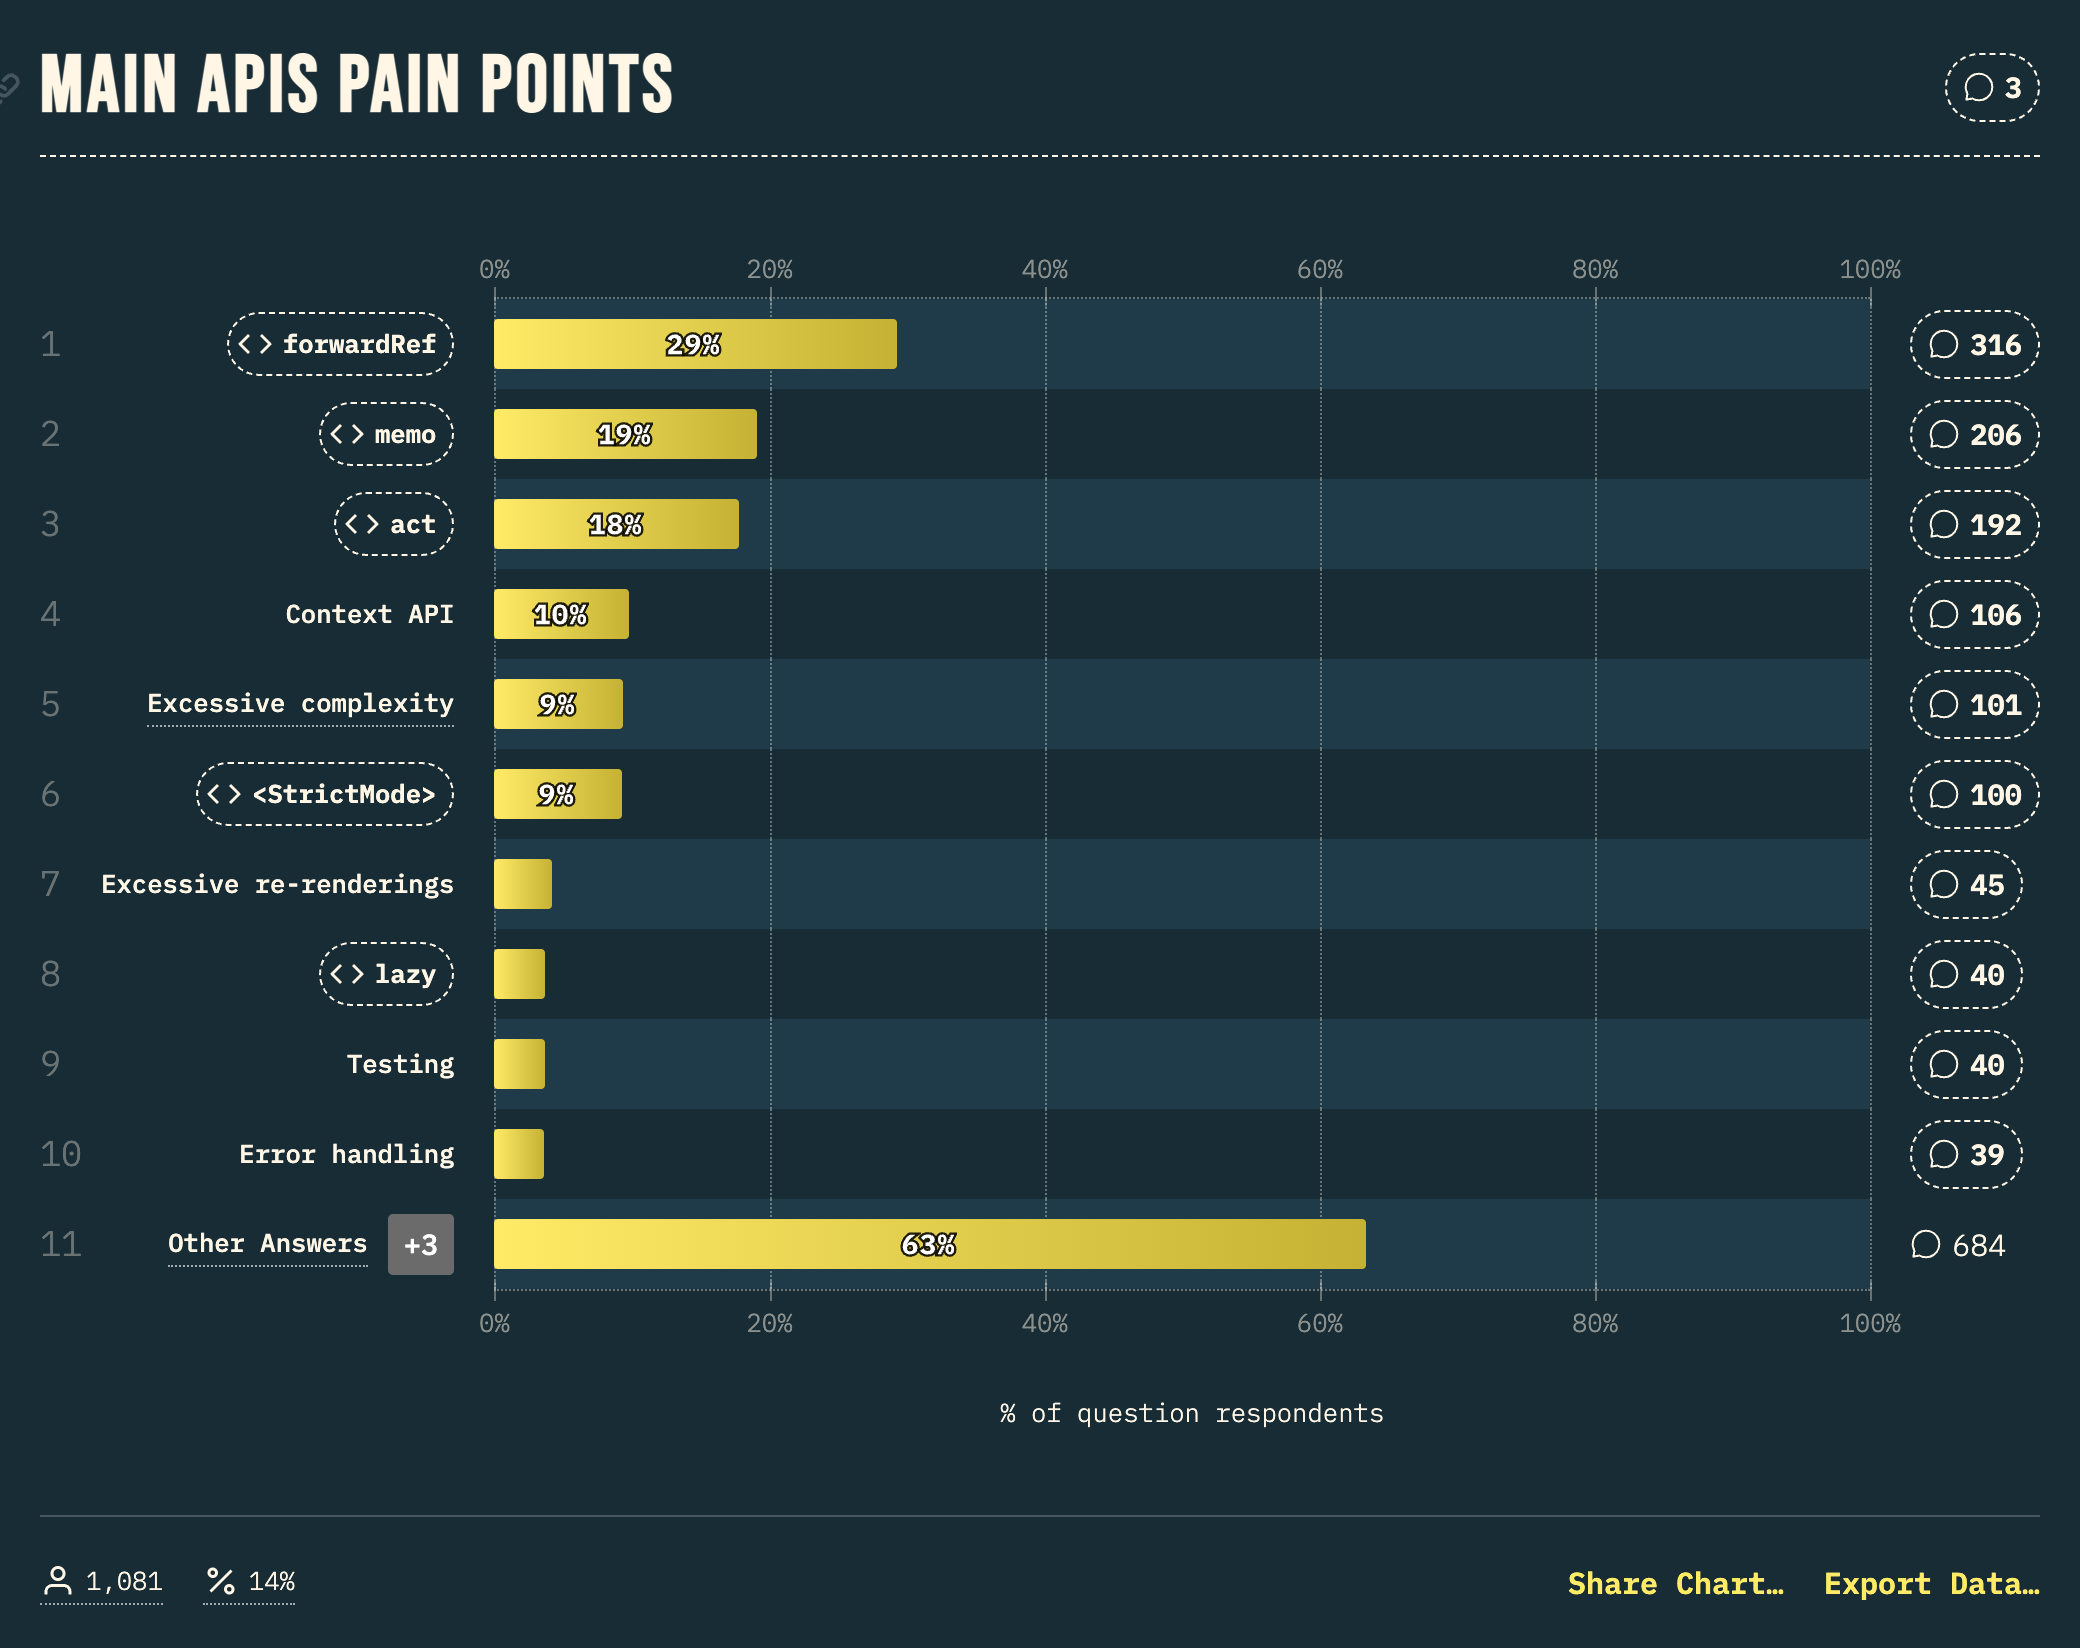 MAIN APIS PAIN POINTS
3
0% 20% 40% 60% 80% 100%
1 <> forwardRef 29% 316
2 <> memo 19% 206
3 <> act 18% 192
4 Context API 10% 106
5 Excessive complexity 9% 101
6 <> <StrictMode> 9% 100
7 Excessive re-renderings 45
8 <> lazy 40
9 Testing 40
10 Error handling 39
11 Other Answers +3 63% 684
0% 20% 40% 60% 80% 100%
% of question respondents
1,081 % 14% Share Chart… Export Data…